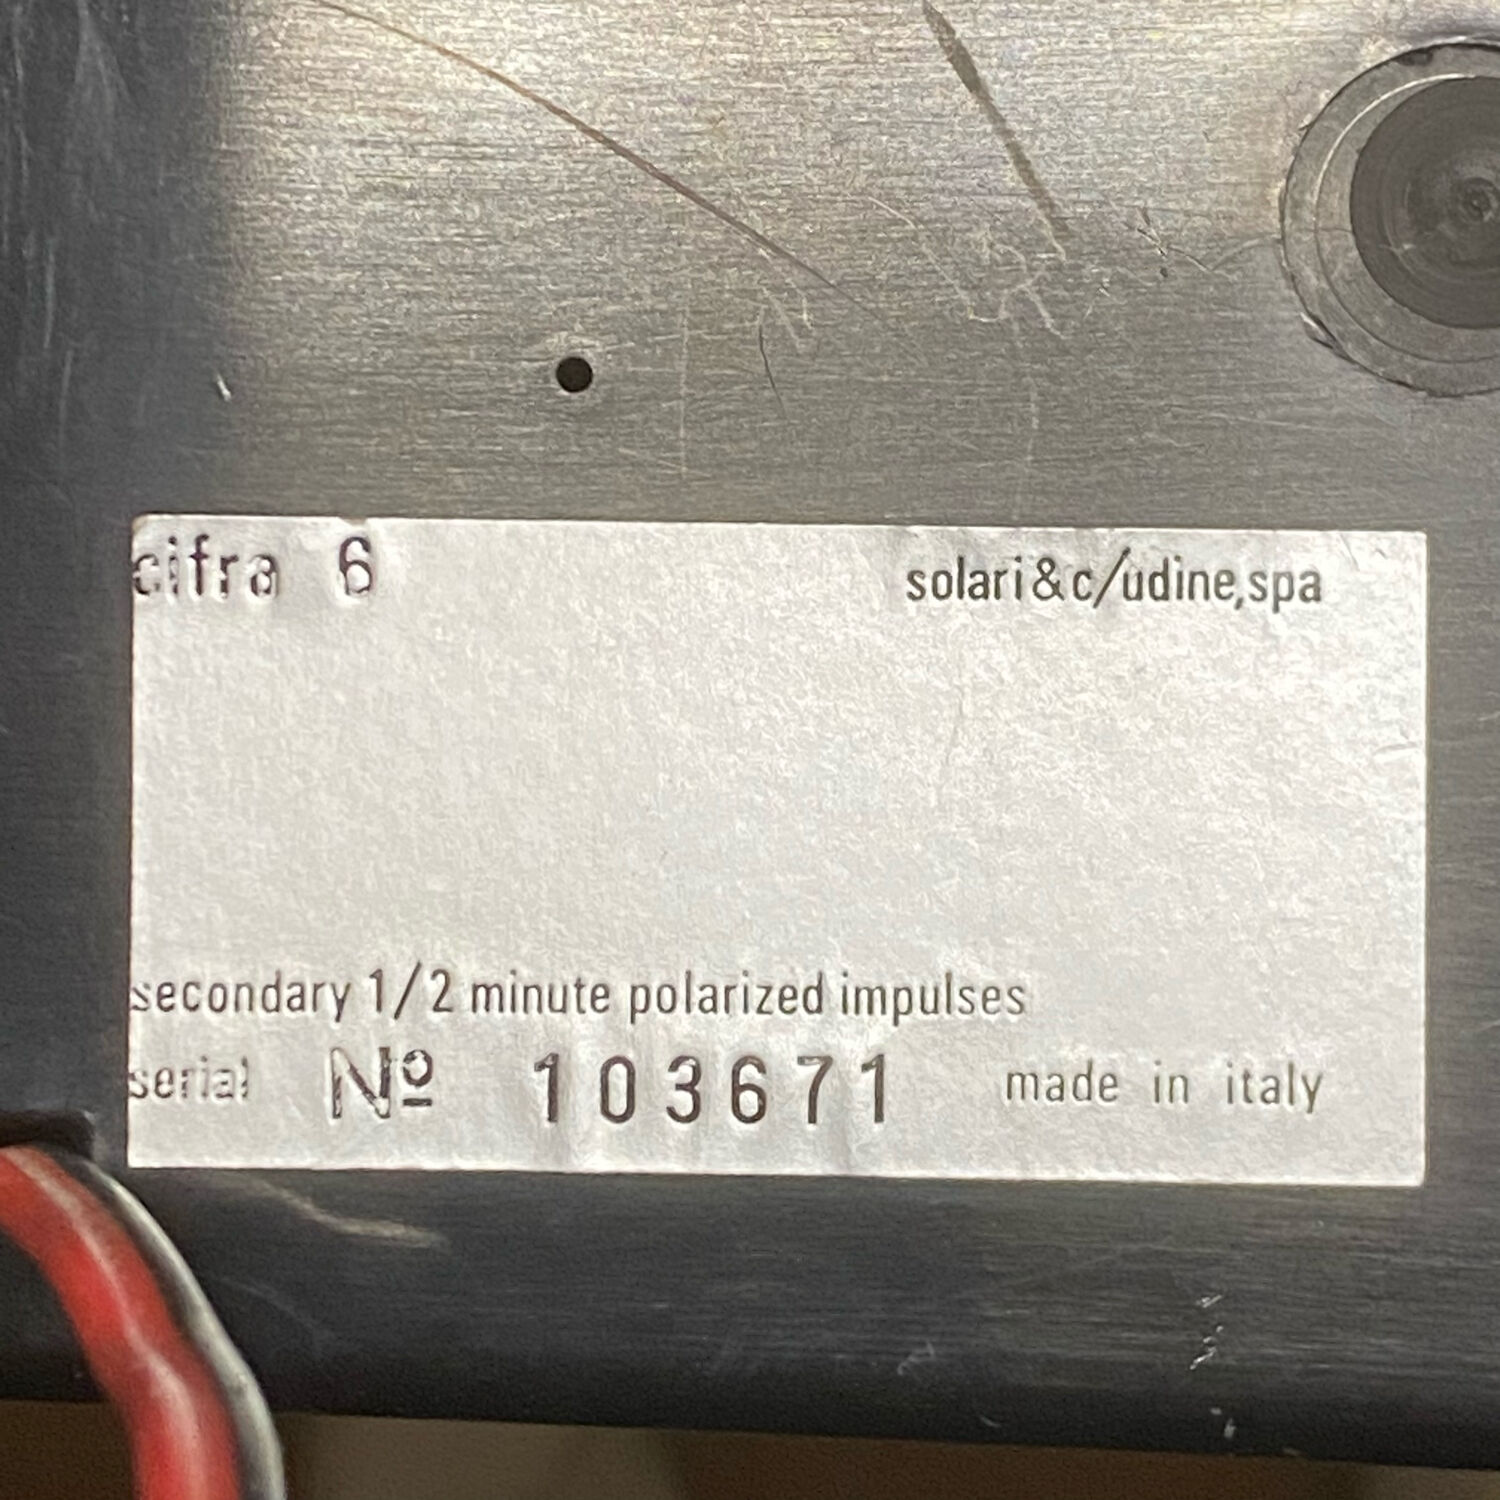 cifra 6 solari&c/udine,spa
secondary 1/2 minute polarized impulses
serial Nº 103671 made in italy